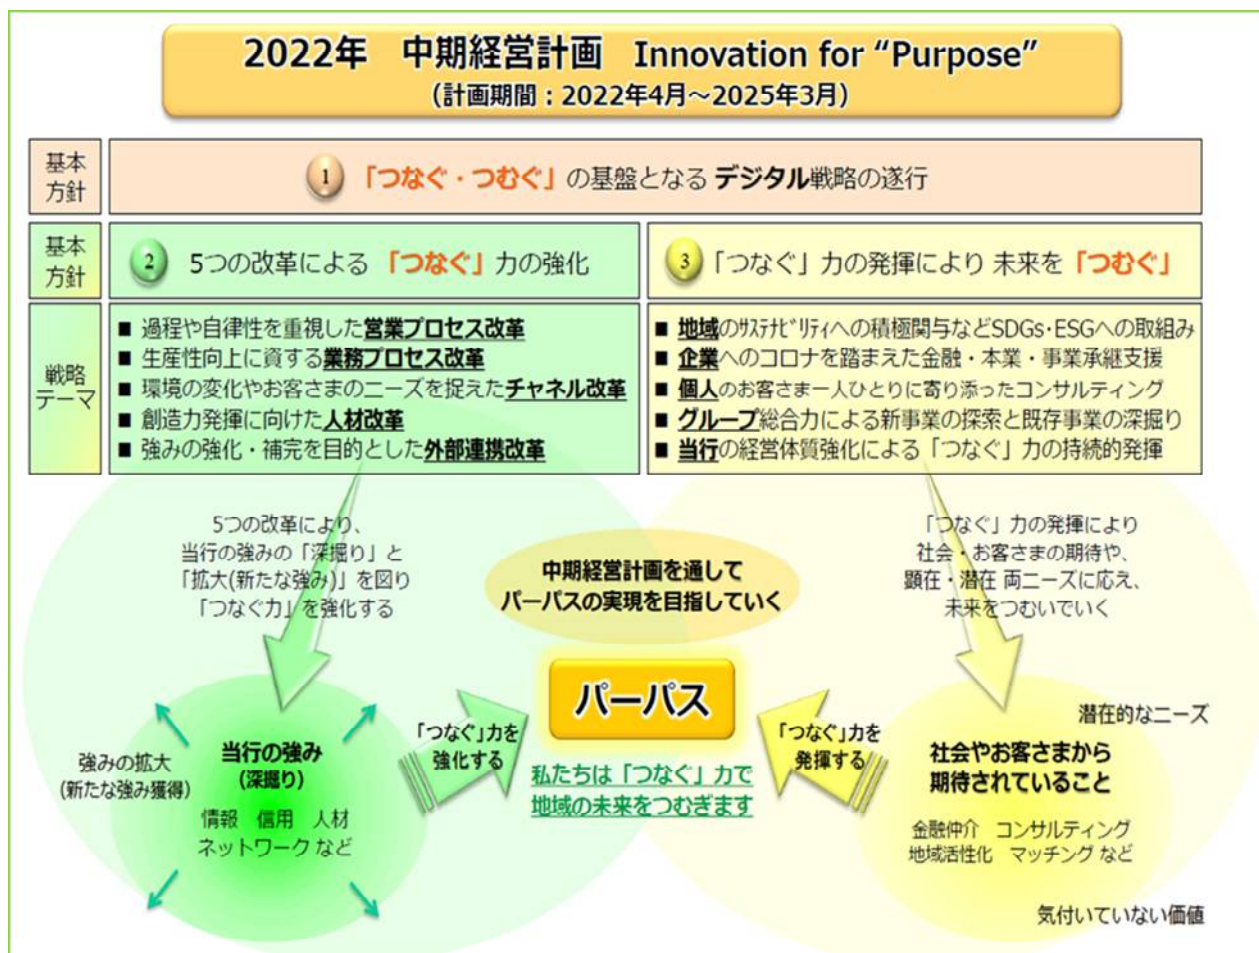 2022年　中期経営計画　Innovation for “Purpose”
(計画期間：2022年4月～2025年3月)
基本
方針
1 「つなぐ・つむぐ」の基盤となる デジタル戦略の遂行
基本
方針
2 5つの改革による 「つなぐ」力の強化
3 「つなぐ」力の発揮により 未来を「つむぐ」
戦略
テーマ
■ 過程や自律性を重視した営業プロセス改革
■ 生産性向上に資する業務プロセス改革
■ 環境の変化やお客さまのニーズを捉えたチャネル改革
■ 創造力発揮に向けた人材改革
■ 強みの強化・補完を目的とした外部連携改革
■ 地域のｻｽﾃﾅﾋﾞﾘﾃｨへの積極関与などSDGs･ESGへの取組み
■ 企業へのコロナを踏まえた金融・本業・事業承継支援
■ 個人のお客さま一人ひとりに寄り添ったコンサルティング
■ グループ総合力による新事業の探索と既存事業の深掘り
■ 当行の経営体質強化による「つなぐ」力の持続的発揮
5つの改革により、
当行の強みの「深掘り」と
「拡大(新たな強み)」を図り
「つなぐ力」を強化する
中期経営計画を通して
パーパスの実現を目指していく
「つなぐ」力の発揮により
社会・お客さまの期待や、
顕在・潜在 両ニーズに応え、
未来をつむいでいく
パーパス
私たちは「つなぐ」力で
地域の未来をつむぎます
「つなぐ」力を
強化する
「つなぐ」力を
発揮する
強みの拡大
(新たな強み獲得)
当行の強み
(深掘り)
情報　信用　人材
ネットワーク など
潜在的なニーズ
社会やお客さまから
期待されていること
金融仲介　コンサルティング
地域活性化　マッチング など
気付いていない価値